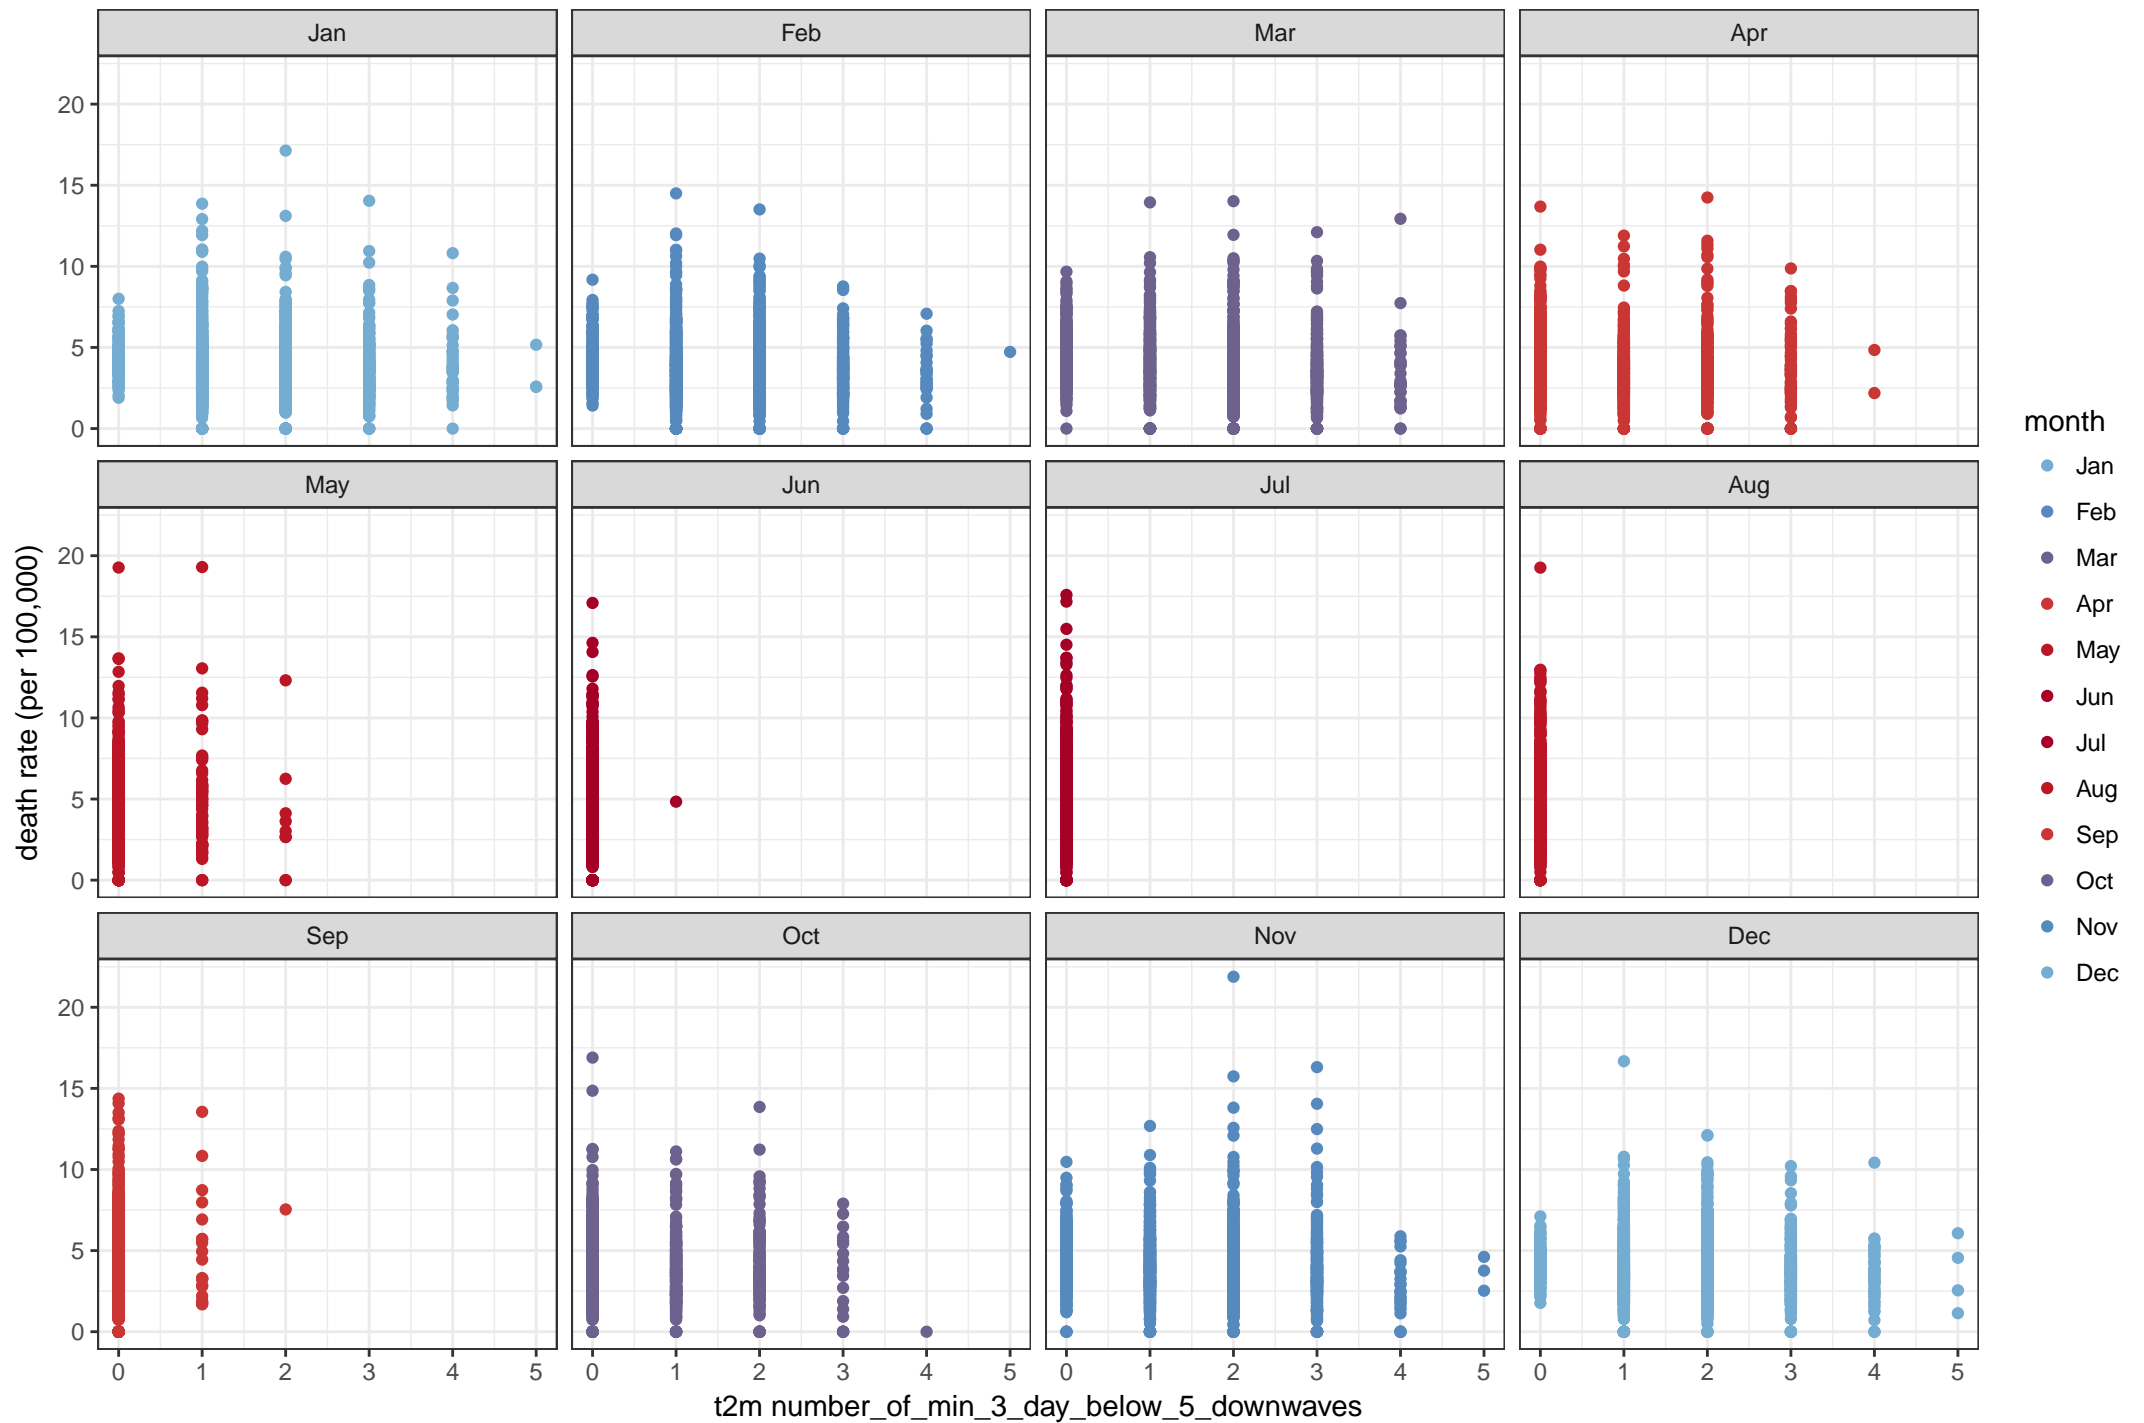 Jan Feb Mar Apr
20
15
10
5
0
May Jun Jul Aug
20
15
10
5
0
Sep Oct Nov Dec
20
15
10
5
0
0 1 2 3 4 5 0 1 2 3 4 5 0 1 2 3 4 5 0 1 2 3 4 5
t2m number_of_min_3_day_below_5_downwaves
death rate (per 100,000)
month
Jan
Feb
Mar
Apr
May
Jun
Jul
Aug
Sep
Oct
Nov
Dec